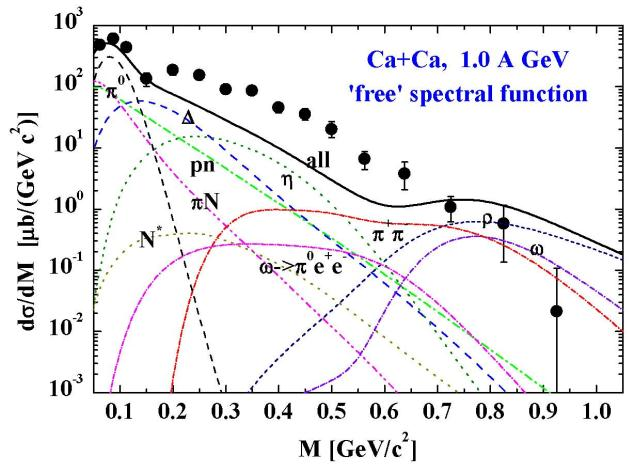 Ca+Ca, 1.0 A GeV
'free' spectral function
dσ/dM [μb/(GeV c²)]
10³
10²
10¹
10⁰
10⁻¹
10⁻²
10⁻³
π⁰
Δ
pn
πN
N*
η
all
π⁺π⁻
ρ
ω
ω->π⁰e⁺e⁻
0.1 0.2 0.3 0.4 0.5 0.6 0.7 0.8 0.9 1.0
M [GeV/c²]